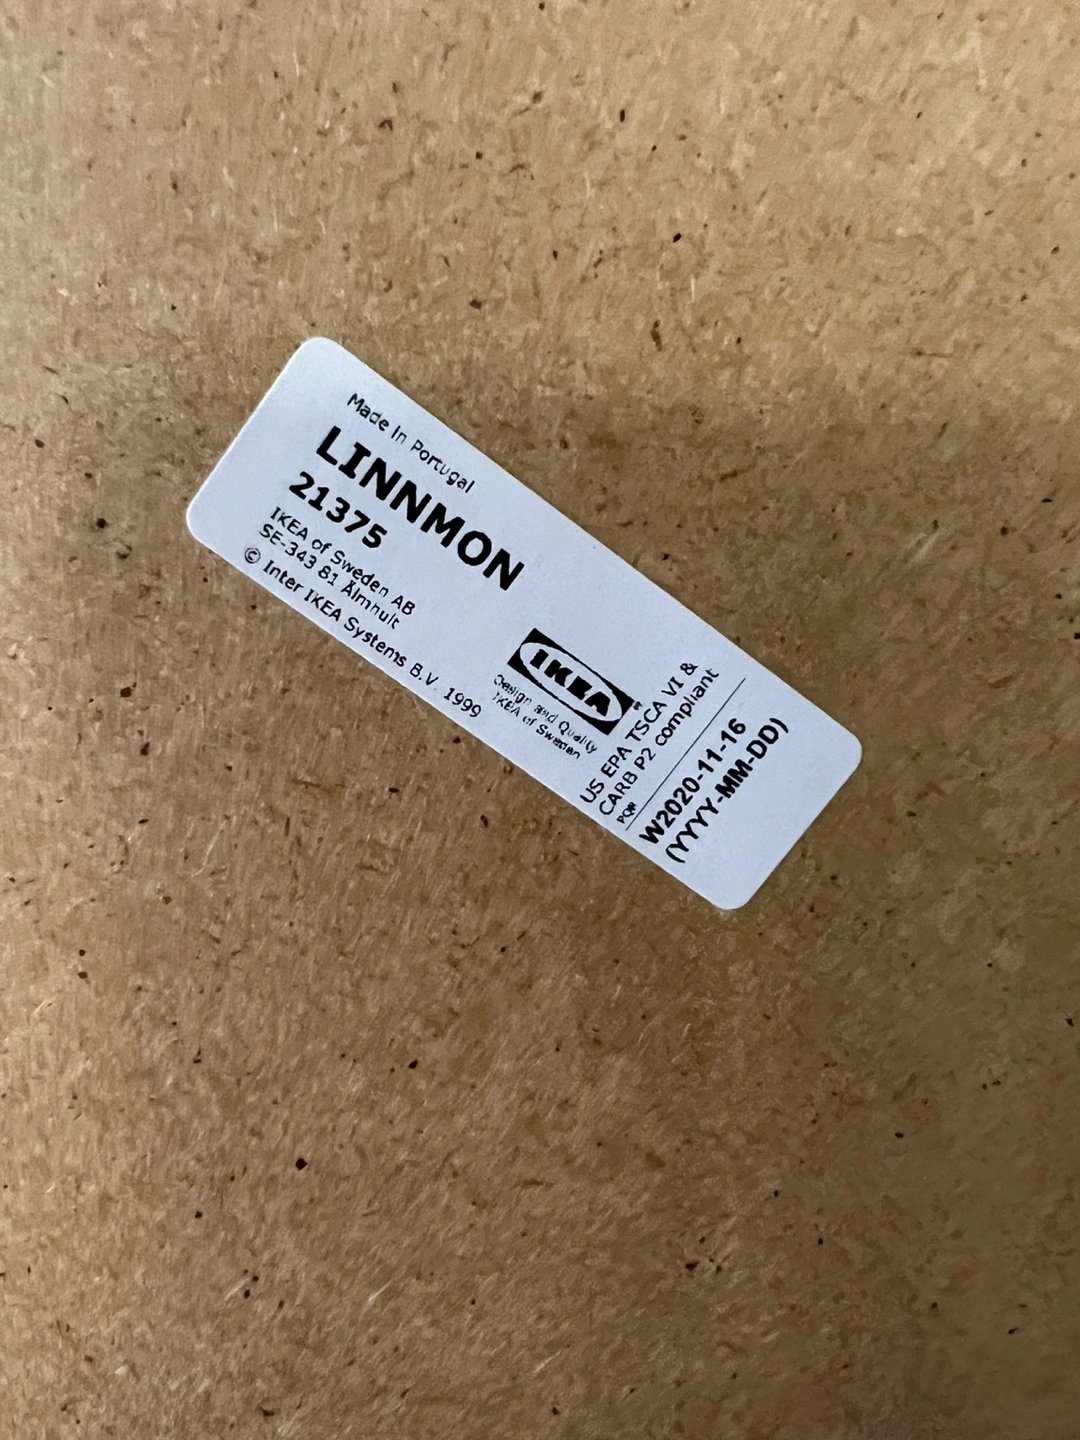 Made in Portugal
LINNMON
21375
IKEA of Sweden AB
SE-343 81 Älmhult
© Inter IKEA Systems B.V. 1999
IKEA®
Design and Quality
IKEA of Sweden
US EPA TSCA VI &
CARB P2 compliant
W2020-11-16
(YYYY-MM-DD)